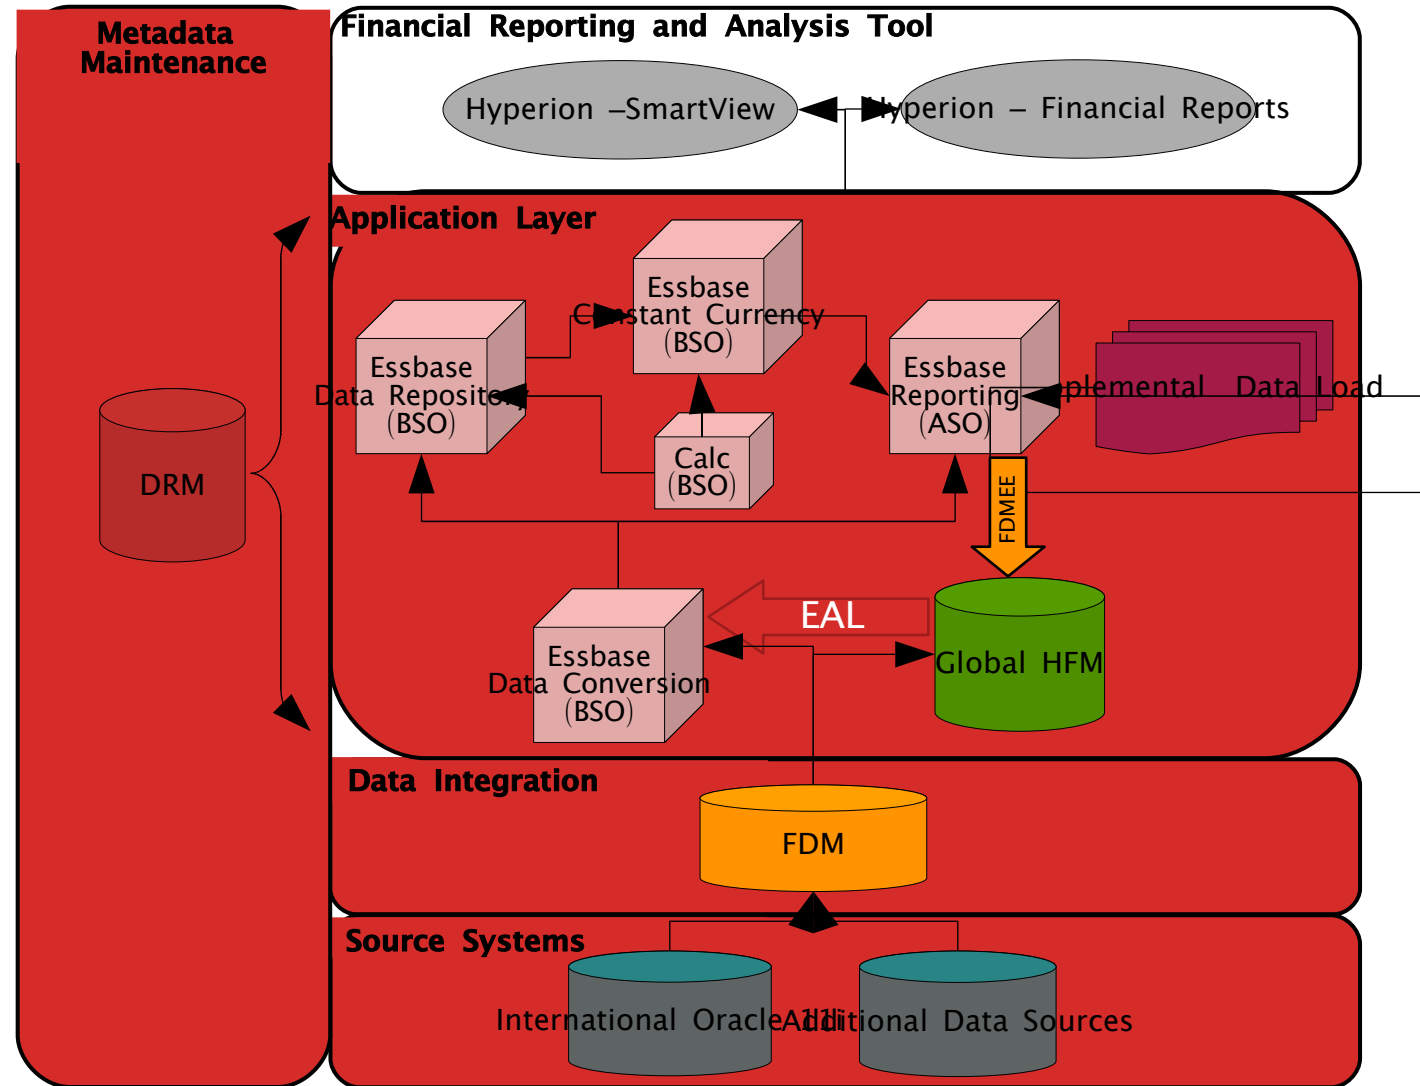 Metadata
Maintenance
Financial Reporting and Analysis Tool
Hyperion –SmartView
Hyperion – Financial Reports
Application Layer
Essbase
Constant Currency
(BSO)
Essbase
Data Repository
(BSO)
Essbase
Reporting
(ASO)
plemental Data Load
Calc
(BSO)
DRM
FDMEE
EAL
Essbase
Data Conversion
(BSO)
Global HFM
Data Integration
FDM
Source Systems
International Oracle 11i
Additional Data Sources